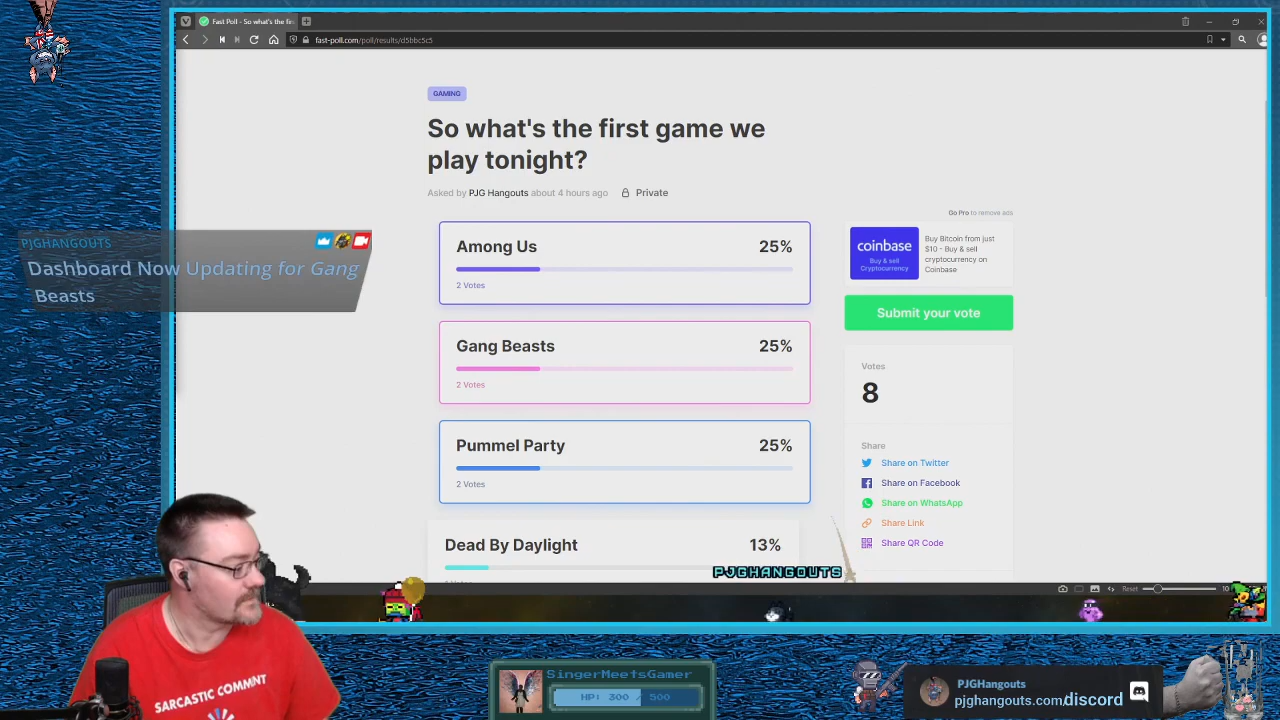 Fast Poll - So what's the fir
fast-poll.com/poll/results/d5bbc5c5
GAMING
So what's the first game we
play tonight?
Asked by PJG Hangouts about 4 hours ago
Private
Go Pro to remove ads
Among Us 25%
2 Votes
coinbase
Buy & sell
Cryptocurrency
Buy Bitcoin from just
$10 - Buy & sell
cryptocurrency on
Coinbase
PJGHANGOUTS
Dashboard Now Updating for Gang
Beasts
Submit your vote
Gang Beasts 25%
2 Votes
Votes
8
Pummel Party 25%
2 Votes
Share
Share on Twitter
Share on Facebook
Share on WhatsApp
Share Link
Share QR Code
Dead By Daylight 13%
PJGHANGOUTS
Reset
SARCASTIC COMMENT
SingerMeetsGamer
HP: 300 / 500
PJGHangouts
pjghangouts.com/discord